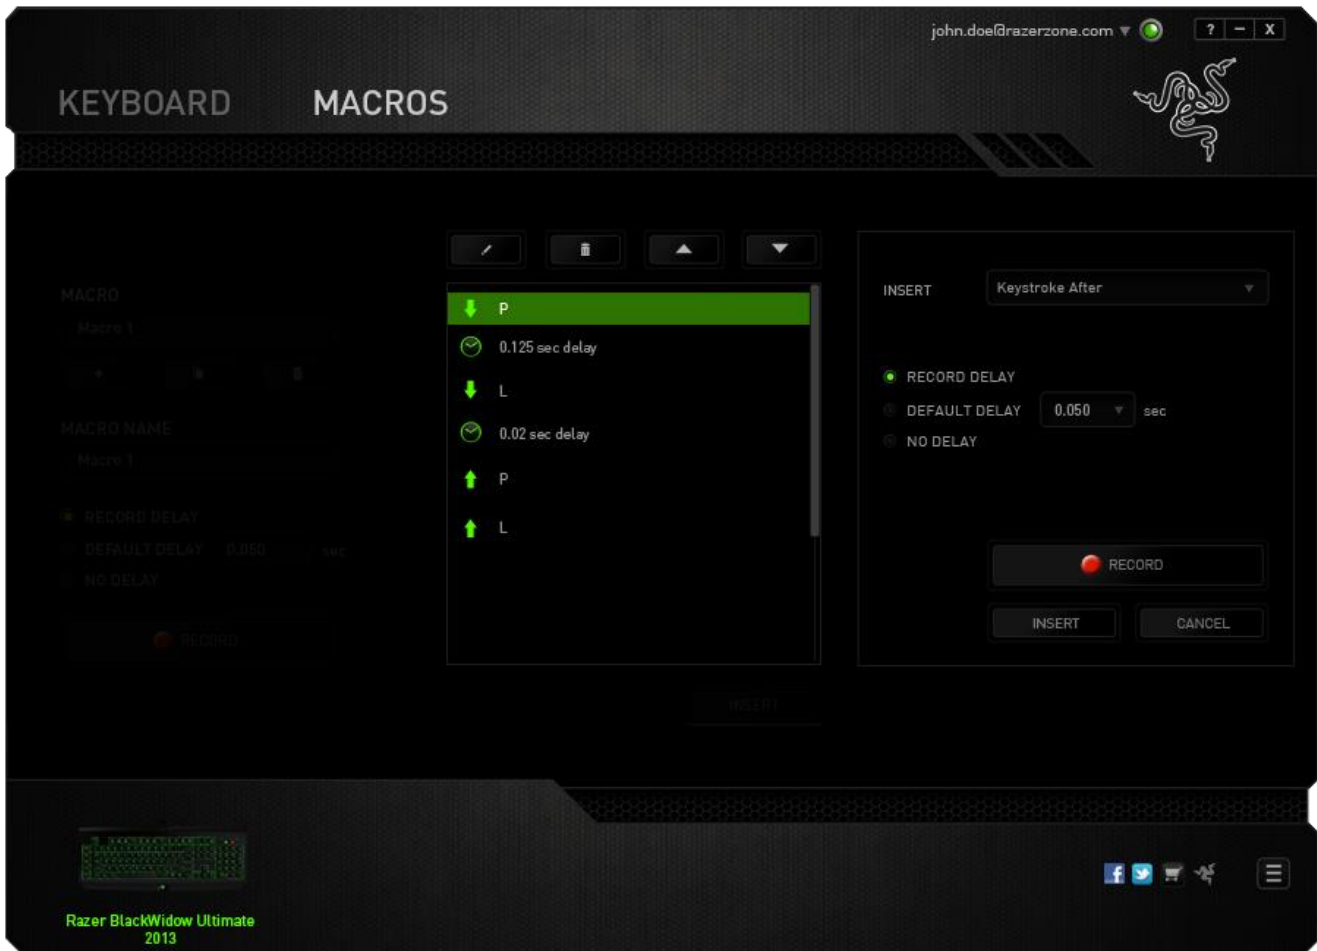 john.doe@razerzone.com
? – X
KEYBOARD MACROS
MACRO
Macro 1
MACRO NAME
Macro 1
RECORD DELAY
DEFAULT DELAY 0.050 sec
NO DELAY
RECORD
P
0.125 sec delay
L
0.02 sec delay
P
L
INSERT
INSERT Keystroke After
RECORD DELAY
DEFAULT DELAY 0.050 sec
NO DELAY
RECORD
INSERT CANCEL
Razer BlackWidow Ultimate
2013